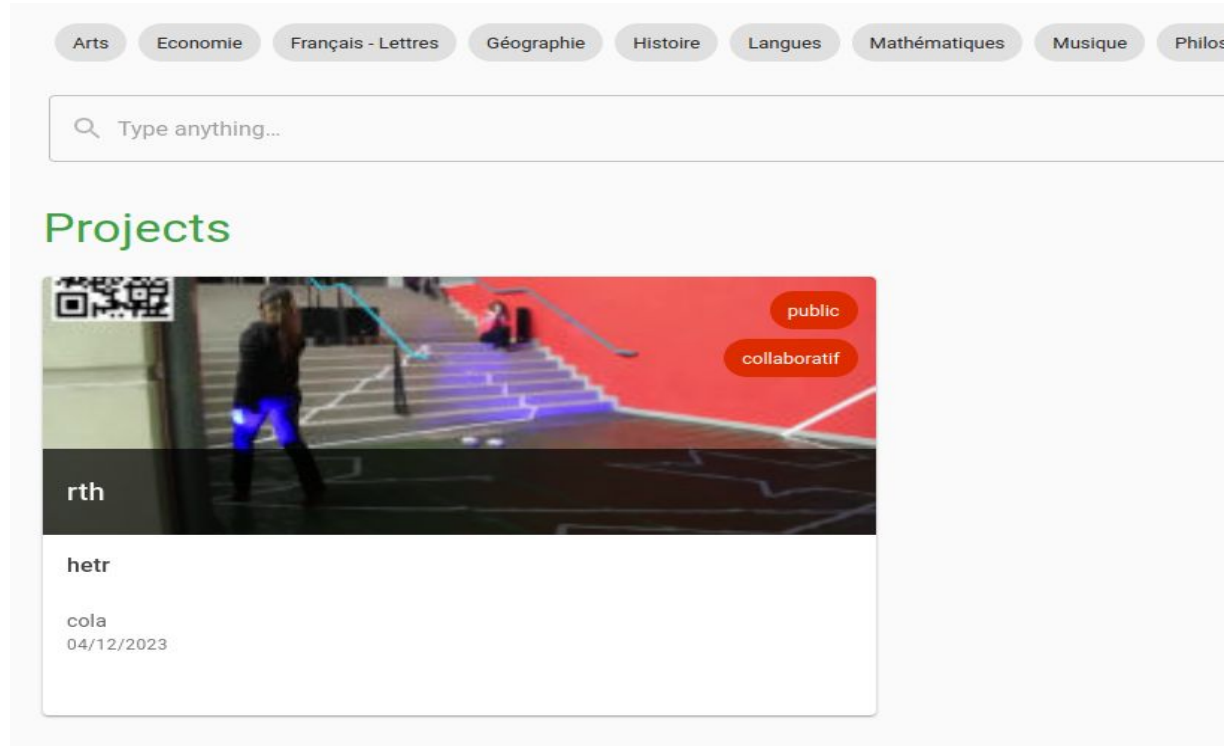 Arts Economie Français - Lettres Géographie Histoire Langues Mathématiques Musique Philos
Type anything...
Projects
public
collaboratif
rth
hetr
cola
04/12/2023